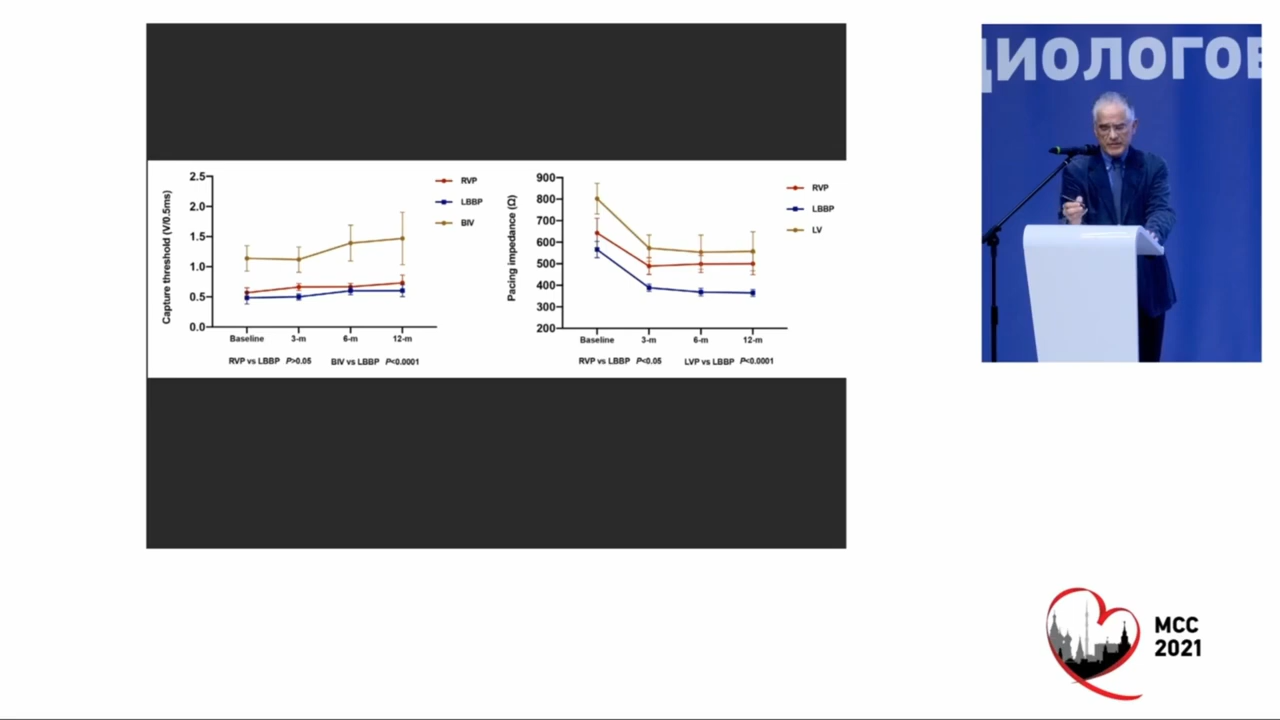 циологов
Capture threshold (V/0.5ms)
2.5
2.0
1.5
1.0
0.5
0.0
Baseline 3-m 6-m 12-m
RVP
LBBP
BIV
RVP vs LBBP P>0.05 BIV vs LBBP P<0.0001
Pacing impedance (Ω)
900
800
700
600
500
400
300
200
Baseline 3-m 6-m 12-m
RVP
LBBP
LV
RVP vs LBBP P<0.05 LVP vs LBBP P<0.0001
МСС
2021